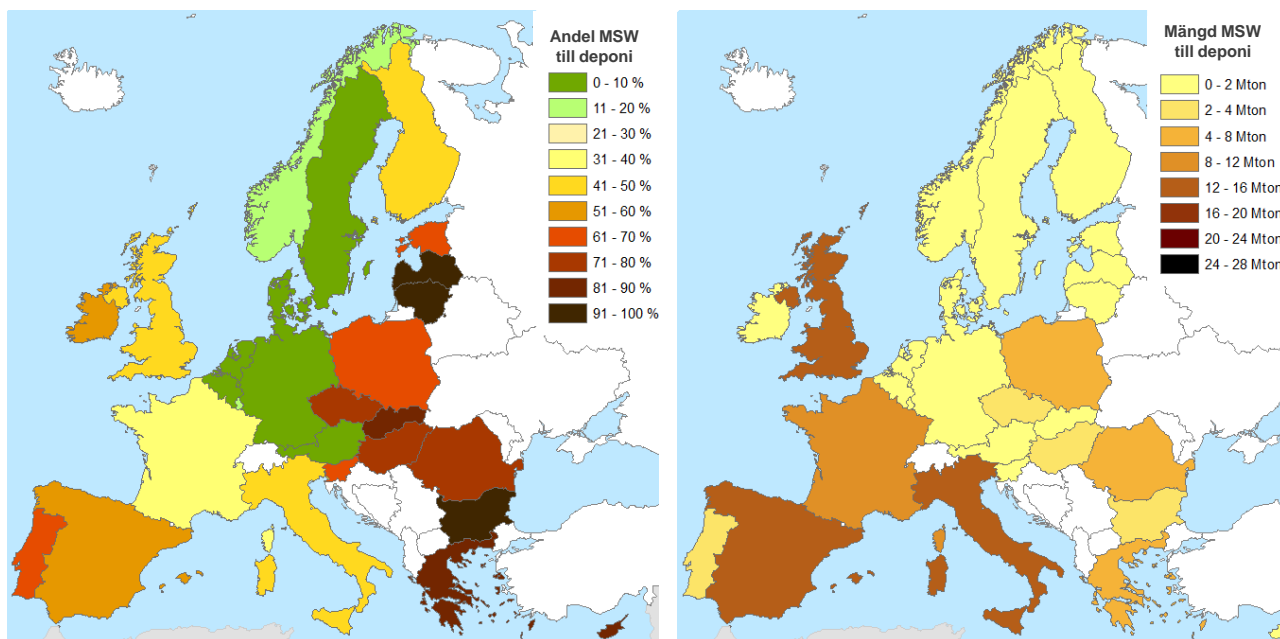 Andel MSW
till deponi
0 - 10 %
11 - 20 %
21 - 30 %
31 - 40 %
41 - 50 %
51 - 60 %
61 - 70 %
71 - 80 %
81 - 90 %
91 - 100 %
Mängd MSW
till deponi
0 - 2 Mton
2 - 4 Mton
4 - 8 Mton
8 - 12 Mton
12 - 16 Mton
16 - 20 Mton
20 - 24 Mton
24 - 28 Mton